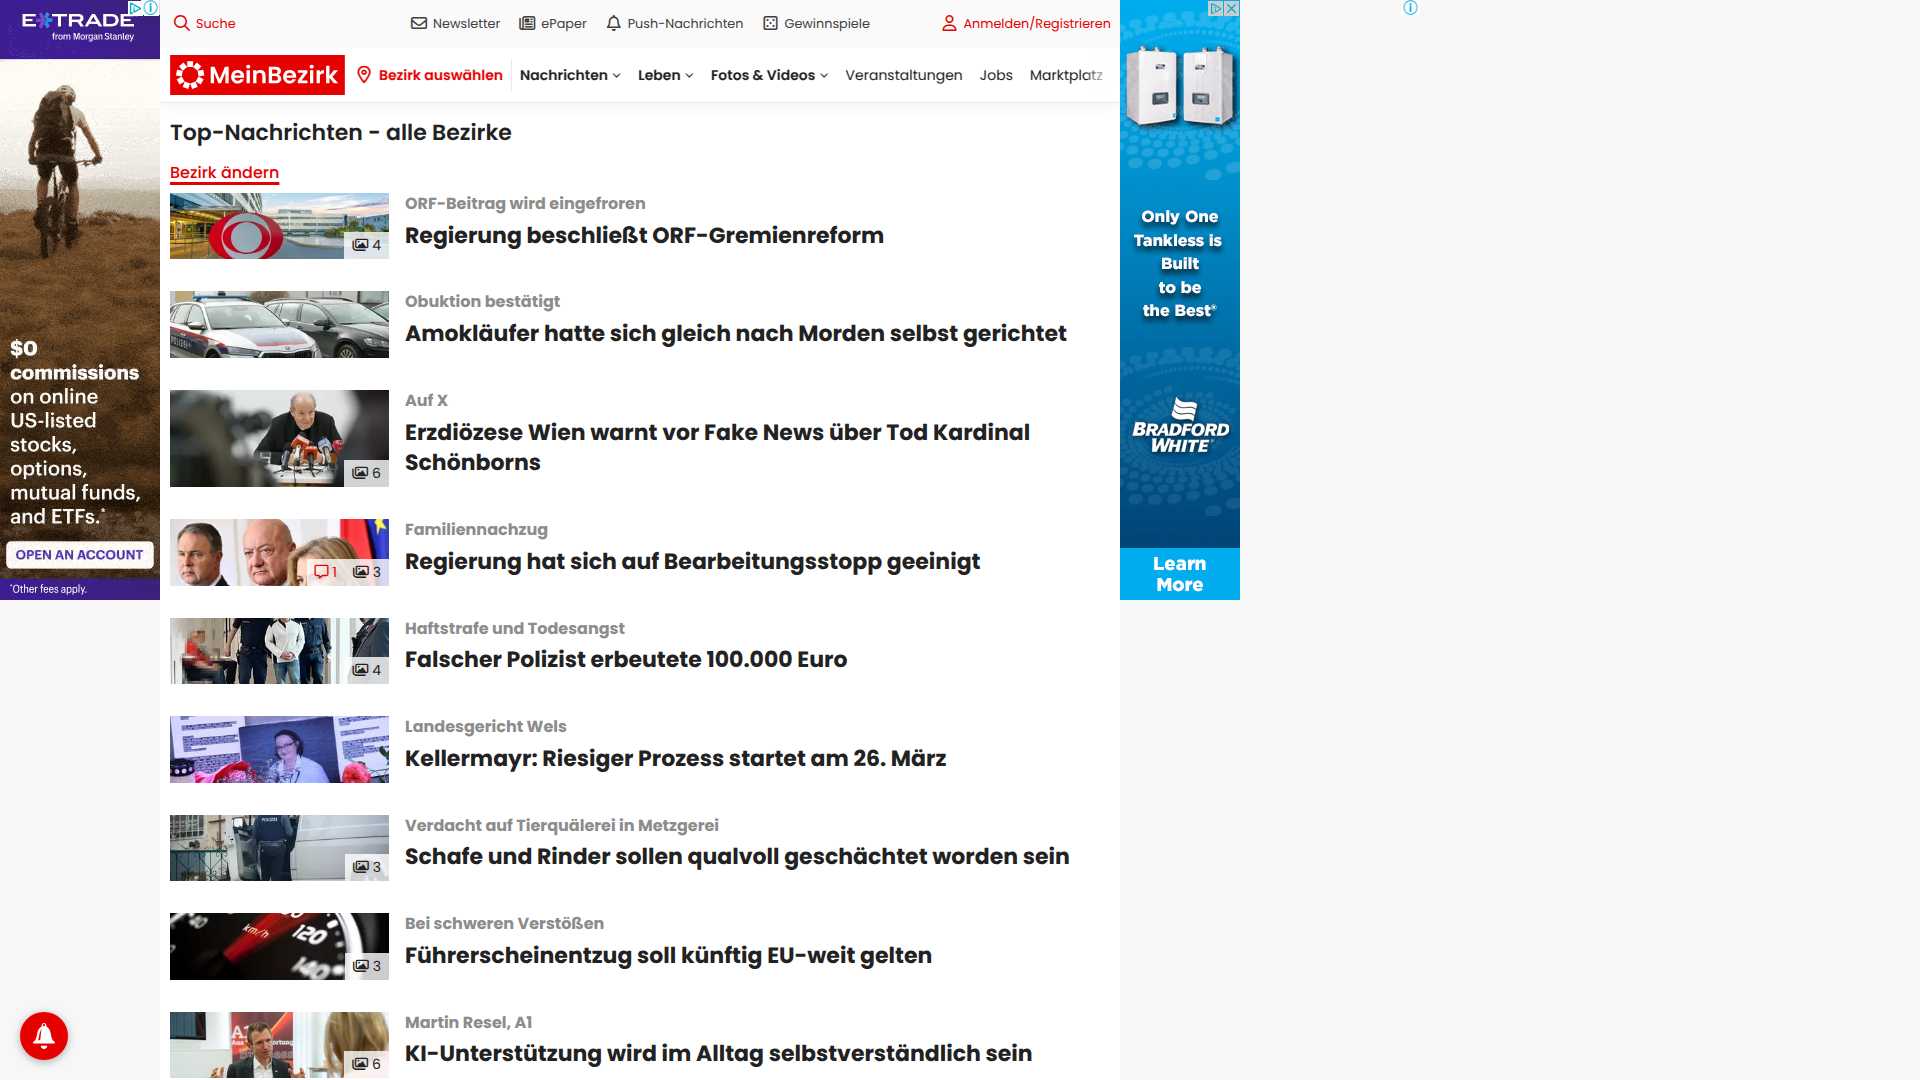 E*TRADE
from Morgan Stanley
$0
commissions
on online
US-listed
stocks,
options,
mutual funds,
and ETFs.*
OPEN AN ACCOUNT
*Other fees apply.
Suche
Newsletter
ePaper
Push-Nachrichten
Gewinnspiele
Anmelden/Registrieren
MeinBezirk
Bezirk auswählen
Nachrichten
Leben
Fotos & Videos
Veranstaltungen
Jobs
Marktplatz
Top-Nachrichten - alle Bezirke
Bezirk ändern
4
ORF-Beitrag wird eingefroren
Regierung beschließt ORF-Gremienreform
Obuktion bestätigt
Amokläufer hatte sich gleich nach Morden selbst gerichtet
6
Auf X
Erzdiözese Wien warnt vor Fake News über Tod Kardinal
Schönborns
1
3
Familiennachzug
Regierung hat sich auf Bearbeitungsstopp geeinigt
4
Haftstrafe und Todesangst
Falscher Polizist erbeutete 100.000 Euro
Landesgericht Wels
Kellermayr: Riesiger Prozess startet am 26. März
3
Verdacht auf Tierquälerei in Metzgerei
Schafe und Rinder sollen qualvoll geschächtet worden sein
km/h
120
140
3
Bei schweren Verstößen
Führerscheinentzug soll künftig EU-weit gelten
A1
6
Martin Resel, A1
KI-Unterstützung wird im Alltag selbstverständlich sein
Only One
Tankless is
Built
to be
the Best®
BRADFORD
WHITE
Learn
More